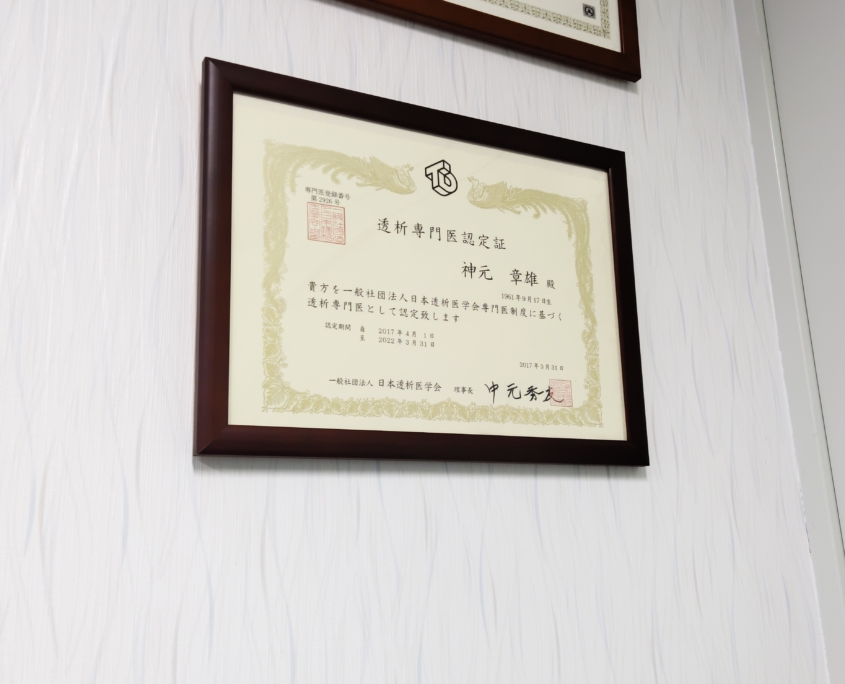 専門医登録番号
第 2926 号
透析専門医認定証
神元 章雄 殿
1961年9月17日生
貴方を一般社団法人日本透析医学会専門医制度に基づく
透析専門医として認定致します
認定期間 自 2017年4月 1日
至 2022年3月31日
2017年3月31日
一般社団法人 日本透析医学会 理事長 中元秀友